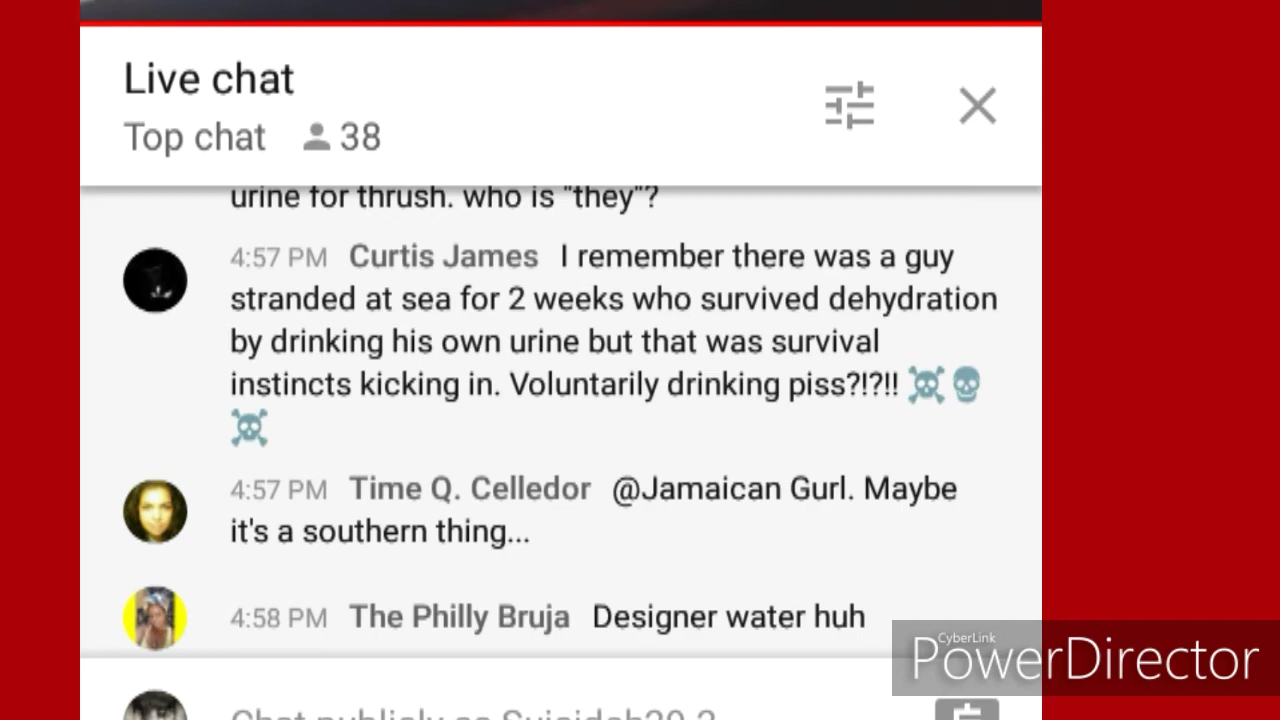 Live chat
Top chat 38
urine for thrush. who is "they"?
4:57 PM Curtis James I remember there was a guy
stranded at sea for 2 weeks who survived dehydration
by drinking his own urine but that was survival
instincts kicking in. Voluntarily drinking piss?!?!! ☠️💀
☠️
4:57 PM Time Q. Celledor @Jamaican Gurl. Maybe
it's a southern thing...
4:58 PM The Philly Bruja Designer water huh
CyberLink
PowerDirector
Chat publicly as